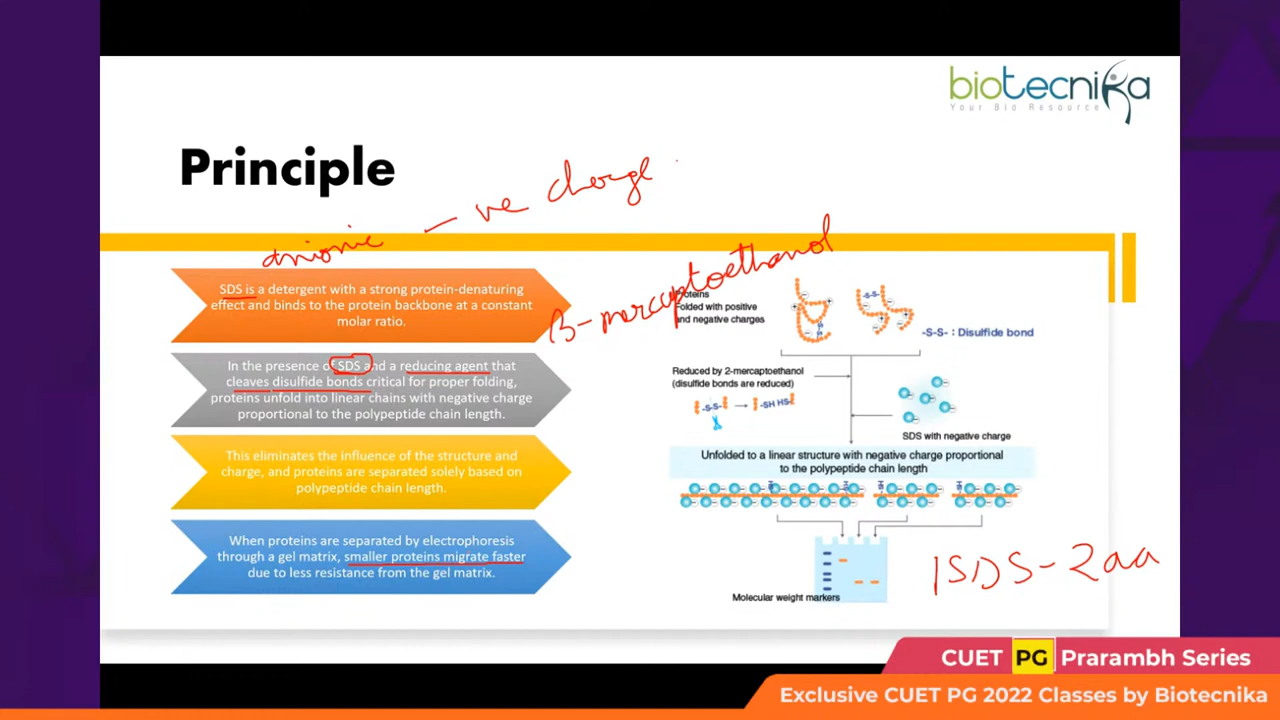 biotecnika
Your Bio Resource
Principle
anionic - ve charge
β-mercaptoethanol
SDS is a detergent with a strong protein-denaturing
effect and binds to the protein backbone at a constant
molar ratio.
In the presence of SDS and a reducing agent that
cleaves disulfide bonds critical for proper folding,
proteins unfold into linear chains with negative charge
proportional to the polypeptide chain length.
This eliminates the influence of the structure and
charge, and proteins are separated solely based on
polypeptide chain length.
When proteins are separated by electrophoresis
through a gel matrix, smaller proteins migrate faster
due to less resistance from the gel matrix.
Proteins
Folded with positive
and negative charges
-S-S-
-S-S- : Disulfide bond
Reduced by 2-mercaptoethanol
(disulfide bonds are reduced)
-S-S- → -SH HS-
SDS with negative charge
Unfolded to a linear structure with negative charge proportional
to the polypeptide chain length
Molecular weight markers
1SDS-2aa
CUET PG Prarambh Series
Exclusive CUET PG 2022 Classes by Biotecnika